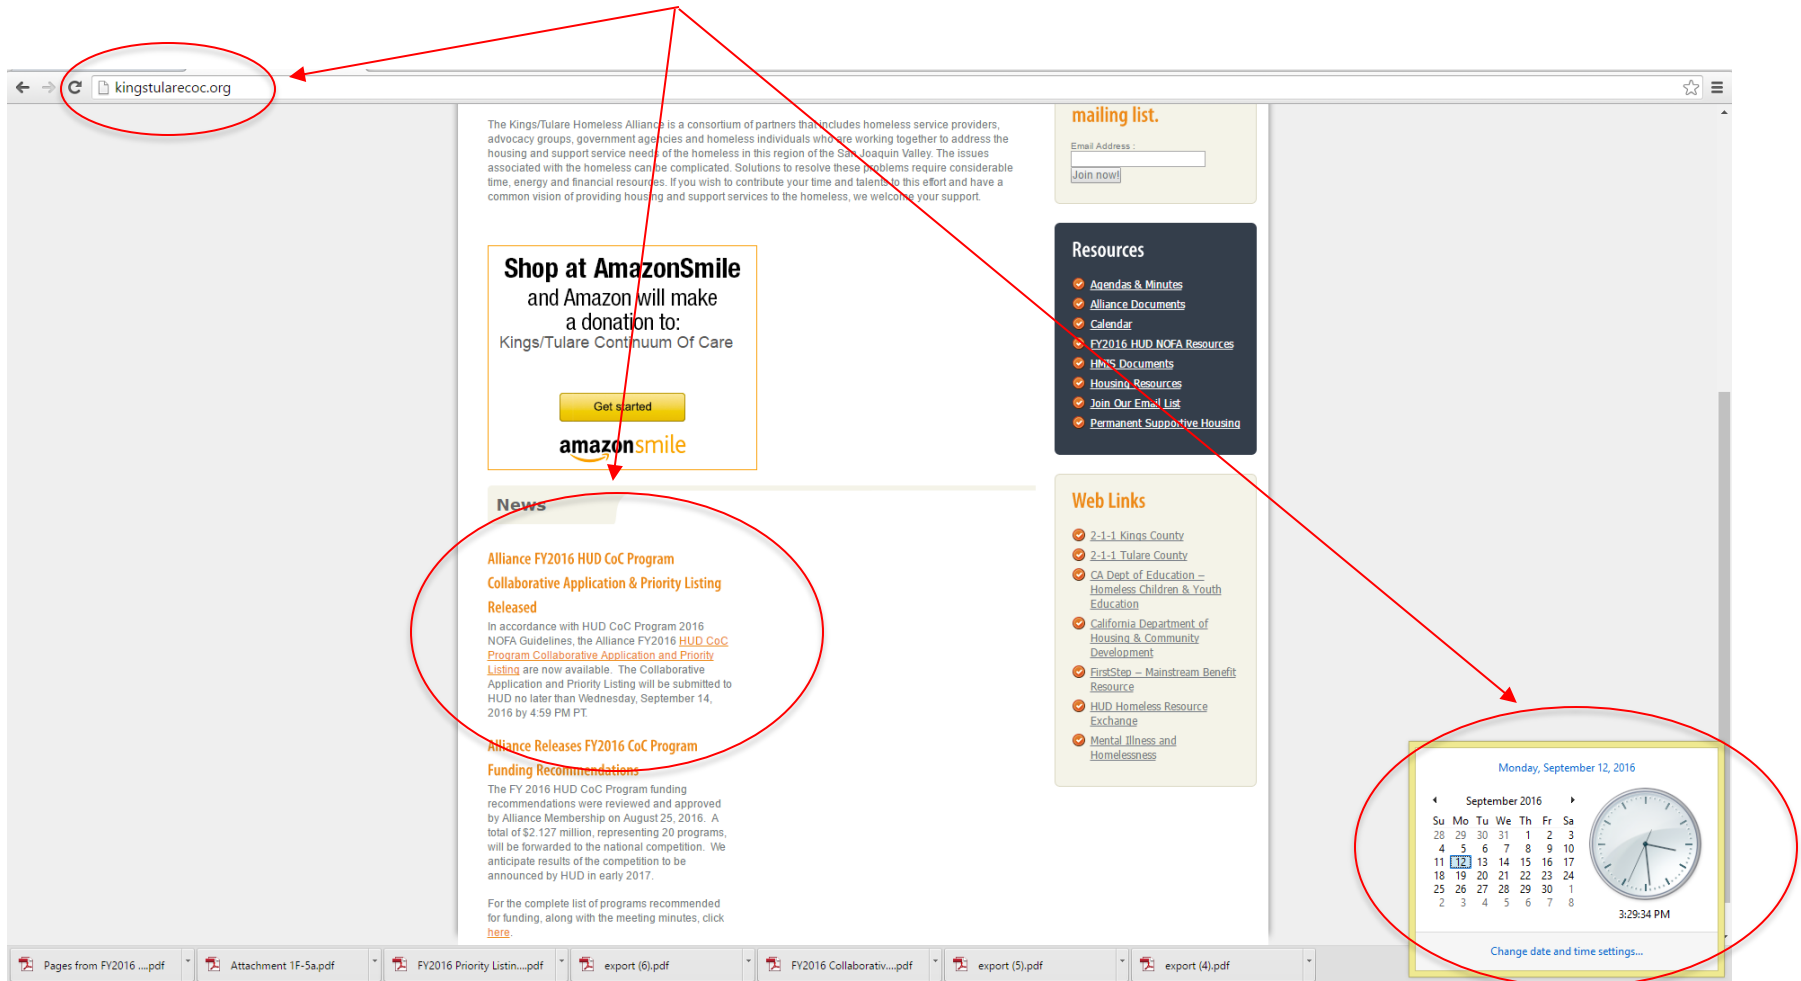 kingstularecoc.org
The Kings/Tulare Homeless Alliance is a consortium of partners that includes homeless service providers,
advocacy groups, government agencies and homeless individuals who are working together to address the
housing and support service needs of the homeless in this region of the San Joaquin Valley. The issues
associated with the homeless can be complicated. Solutions to resolve these problems require considerable
time, energy and financial resources. If you wish to contribute your time and talents to this effort and have a
common vision of providing housing and support services to the homeless, we welcome your support.
Shop at AmazonSmile
and Amazon will make
a donation to:
Kings/Tulare Continuum Of Care
Get started
amazonsmile
News
Alliance FY2016 HUD CoC Program
Collaborative Application & Priority Listing
Released
In accordance with HUD CoC Program 2016
NOFA Guidelines, the Alliance FY2016 HUD CoC
Program Collaborative Application and Priority
Listing are now available.  The Collaborative
Application and Priority Listing will be submitted to
HUD no later than Wednesday, September 14,
2016 by 4:59 PM PT.
Alliance Releases FY2016 CoC Program
Funding Recommendations
The FY 2016 HUD CoC Program funding
recommendations were reviewed and approved
by Alliance Membership on August 25, 2016.  A
total of $2.127 million, representing 20 programs,
will be forwarded to the national competition.  We
anticipate results of the competition to be
announced by HUD in early 2017.
For the complete list of programs recommended
for funding, along with the meeting minutes, click
here.
mailing list.
Email Address :
Join now!
Resources
Agendas & Minutes
Alliance Documents
Calendar
FY2016 HUD NOFA Resources
HMIS Documents
Housing Resources
Join Our Email List
Permanent Supportive Housing
Web Links
2-1-1 Kings County
2-1-1 Tulare County
CA Dept of Education –
Homeless Children & Youth
Education
California Department of
Housing & Community
Development
FirstStep – Mainstream Benefit
Resource
HUD Homeless Resource
Exchange
Mental Illness and
Homelessness
Monday, September 12, 2016
September 2016
Su Mo Tu We Th Fr Sa
28 29 30 31 1 2 3
4 5 6 7 8 9 10
11 12 13 14 15 16 17
18 19 20 21 22 23 24
25 26 27 28 29 30 1
2 3 4 5 6 7 8
3:29:34 PM
Change date and time settings...
Pages from FY2016 ....pdf
Attachment 1F-5a.pdf
FY2016 Priority Listin....pdf
export (6).pdf
FY2016 Collaborativ....pdf
export (5).pdf
export (4).pdf